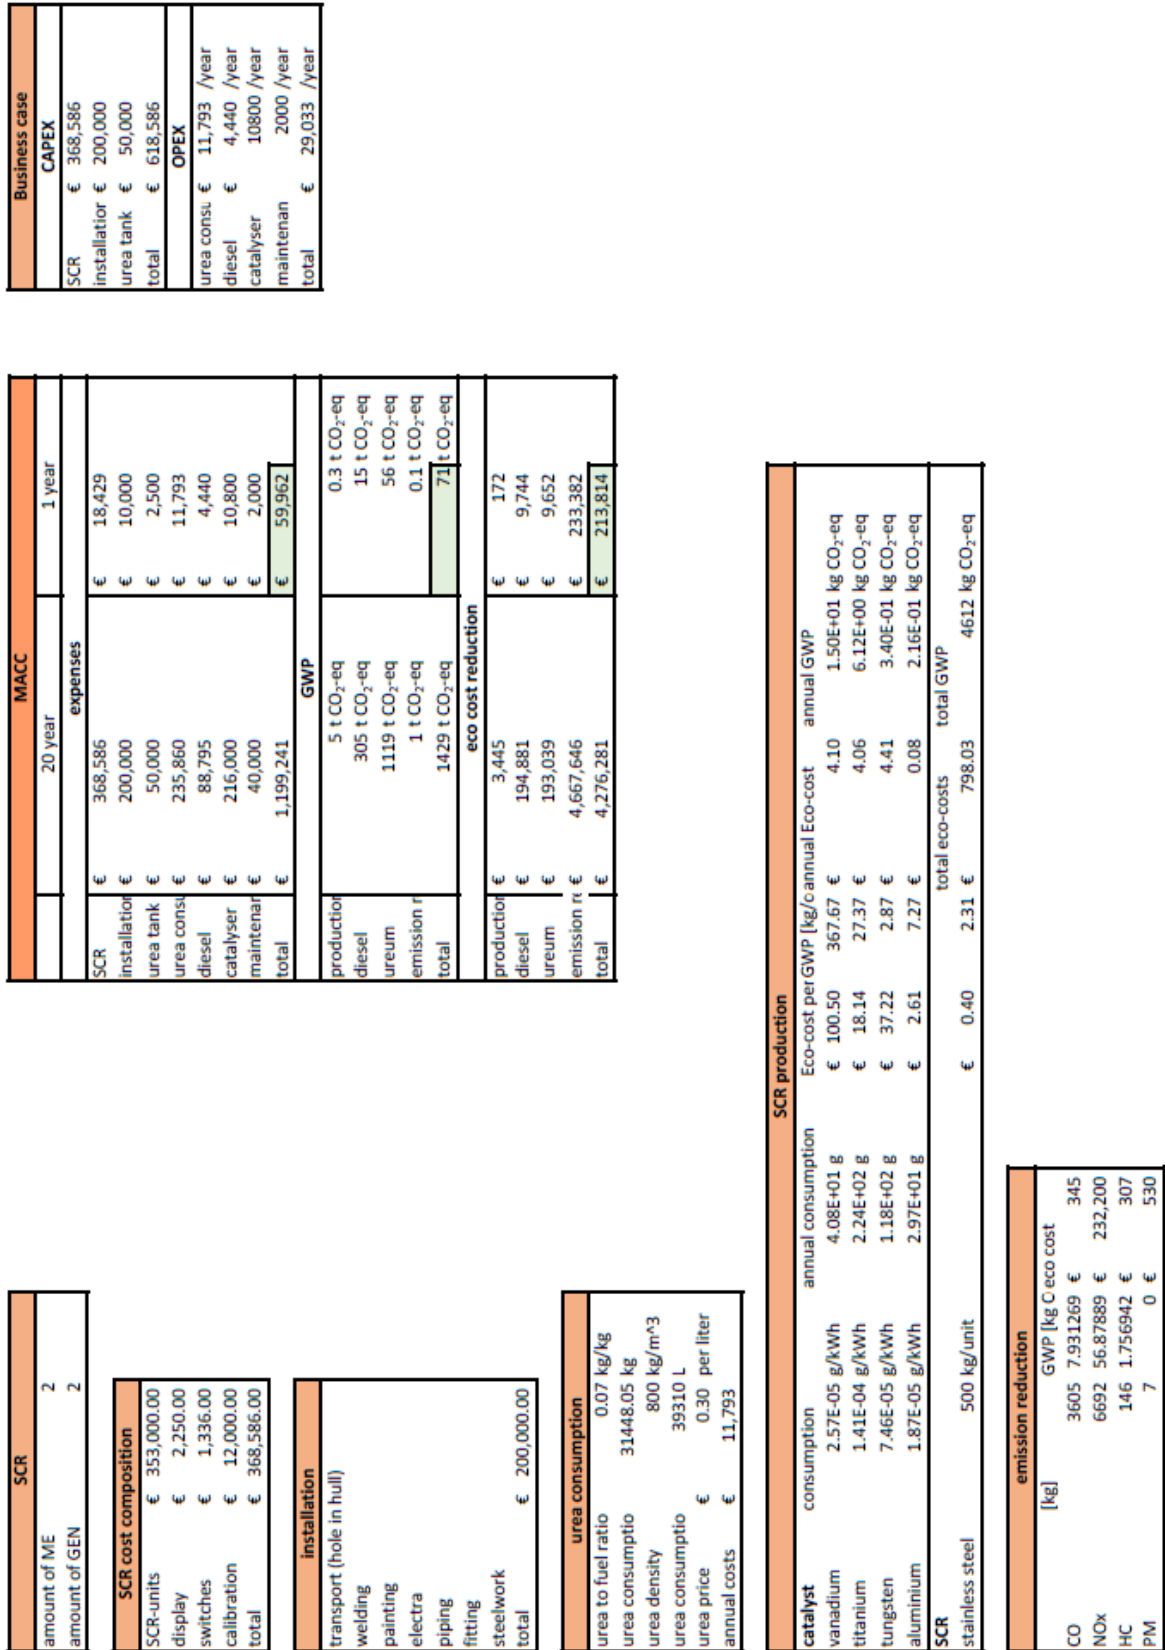 SCR
amount of ME 2
amount of GEN 2
SCR cost composition
SCR-units € 353,000.00
display € 2,250.00
switches € 1,336.00
calibration € 12,000.00
total € 368,586.00
installation
transport (hole in hull)
welding
painting
electra
piping
fitting
steelwork
total € 200,000.00
urea consumption
urea to fuel ratio 0.07 kg/kg
urea consumptio 31448.05 kg
urea density 800 kg/m^3
urea consumptio 39310 L
urea price € 0.30 per liter
annual costs € 11,793
MACC
20 year 1 year
expenses
SCR € 368,586 € 18,429
installation € 200,000 € 10,000
urea tank € 50,000 € 2,500
urea consu € 235,860 € 11,793
diesel € 88,795 € 4,440
catalyser € 216,000 € 10,800
maintenar € 40,000 € 2,000
total € 1,199,241 € 59,962
GWP
production 5 t CO₂-eq 0.3 t CO₂-eq
diesel 305 t CO₂-eq 15 t CO₂-eq
ureum 1119 t CO₂-eq 56 t CO₂-eq
emission r 1 t CO₂-eq 0.1 t CO₂-eq
total 1429 t CO₂-eq 71 t CO₂-eq
eco cost reduction
production € 3,445 € 172
diesel € 194,881 € 9,744
ureum € 193,039 € 9,652
emission re € 4,667,646 € 233,382
total € 4,276,281 € 213,814
Business case
CAPEX
SCR € 368,586
installatior € 200,000
urea tank € 50,000
total € 618,586
OPEX
urea consu € 11,793 /year
diesel € 4,440 /year
catalyser 10800 /year
maintenan 2000 /year
total € 29,033 /year
SCR production
catalyst consumption annual consumption Eco-cost per GWP [kg/o annual Eco-cost annual GWP
vanadium 2.57E-05 g/kWh 4.08E+01 g € 100.50 367.67 € 4.10 1.50E+01 kg CO₂-eq
titanium 1.41E-04 g/kWh 2.24E+02 g € 18.14 27.37 € 4.06 6.12E+00 kg CO₂-eq
tungsten 7.46E-05 g/kWh 1.18E+02 g € 37.22 2.87 € 4.41 3.40E-01 kg CO₂-eq
aluminium 1.87E-05 g/kWh 2.97E+01 g € 2.61 7.27 € 0.08 2.16E-01 kg CO₂-eq
SCR total eco-costs total GWP
stainless steel 500 kg/unit € 0.40 2.31 € 798.03 4612 kg CO₂-eq
emission reduction
[kg] GWP [kg C eco cost
CO 3605 7.931269 € 345
NOx 6692 56.87889 € 232,200
HC 146 1.756942 € 307
PM 7 0 € 530